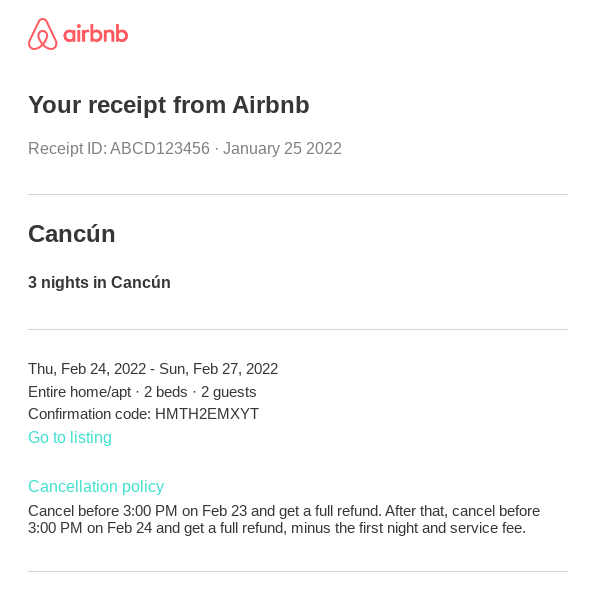 airbnb
Your receipt from Airbnb
Receipt ID: ABCD123456 · January 25 2022
Cancún
3 nights in Cancún
Thu, Feb 24, 2022 - Sun, Feb 27, 2022
Entire home/apt · 2 beds · 2 guests
Confirmation code: HMTH2EMXYT
Go to listing
Cancellation policy
Cancel before 3:00 PM on Feb 23 and get a full refund. After that, cancel before
3:00 PM on Feb 24 and get a full refund, minus the first night and service fee.